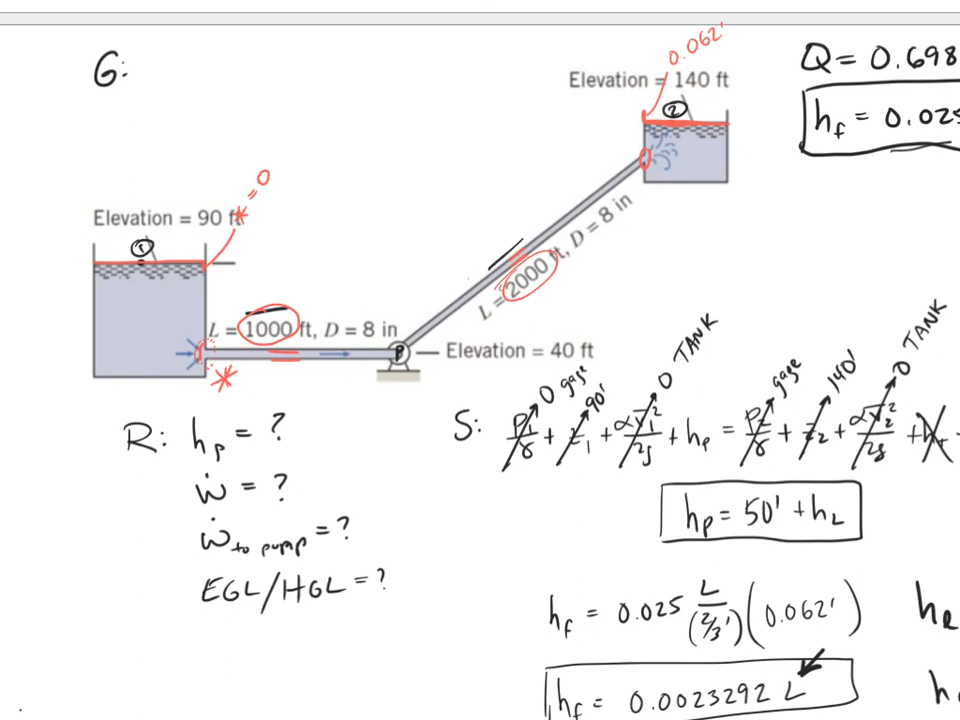 G:
0.062'
Elevation = 140 ft
②
Q = 0.698
h_f = 0.025
* = 0
Elevation = 90 ft
①
L = 2000 ft, D = 8 in
L = 1000 ft, D = 8 in
P
Elevation = 40 ft
*
R: h_p = ?
ẇ = ?
ẇ to pump = ?
EGL/HGL = ?
0 gage 90' 0 TANK gage 140' 0 TANK
S: P₁/γ + z₁ + αV₁²/2g + h_p = P₂/γ + z₂ + αV₂²/2g +
h_p = 50' + h_L
h_f = 0.025 L/(2/3') (0.062')
h_f = 0.0023292 L